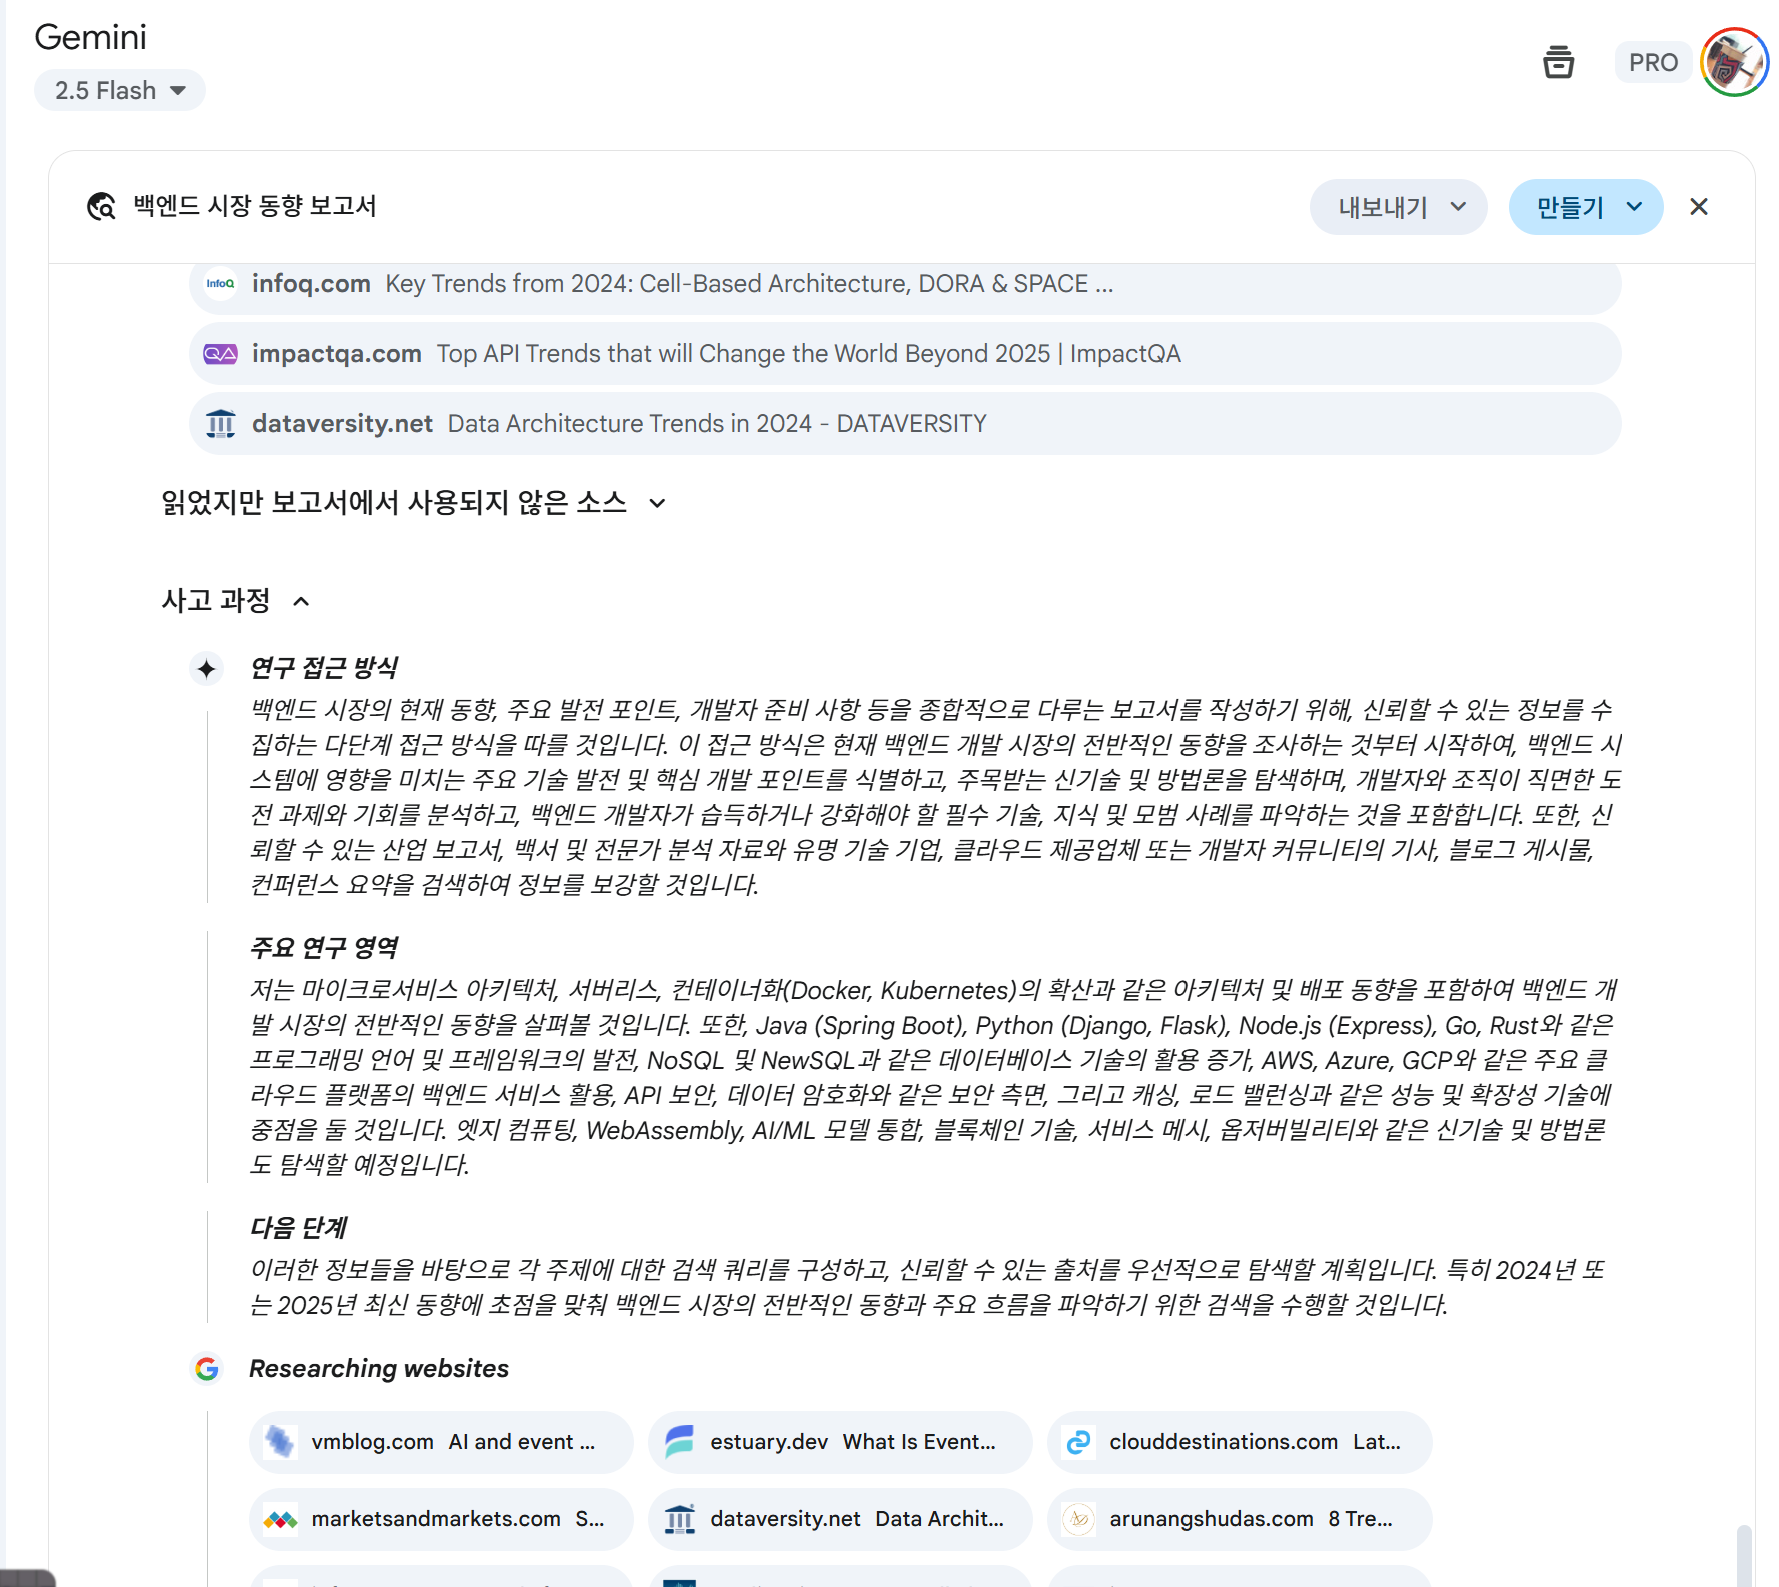 Gemini
2.5 Flash
PRO
백엔드 시장 동향 보고서
내보내기
만들기
InfoQ infoq.com Key Trends from 2024: Cell-Based Architecture, DORA & SPACE ...
QA impactqa.com Top API Trends that will Change the World Beyond 2025 | ImpactQA
dataversity.net Data Architecture Trends in 2024 - DATAVERSITY
읽었지만 보고서에서 사용되지 않은 소스
사고 과정
연구 접근 방식
백엔드 시장의 현재 동향, 주요 발전 포인트, 개발자 준비 사항 등을 종합적으로 다루는 보고서를 작성하기 위해, 신뢰할 수 있는 정보를 수
집하는 다단계 접근 방식을 따를 것입니다. 이 접근 방식은 현재 백엔드 개발 시장의 전반적인 동향을 조사하는 것부터 시작하여, 백엔드 시
스템에 영향을 미치는 주요 기술 발전 및 핵심 개발 포인트를 식별하고, 주목받는 신기술 및 방법론을 탐색하며, 개발자와 조직이 직면한 도
전 과제와 기회를 분석하고, 백엔드 개발자가 습득하거나 강화해야 할 필수 기술, 지식 및 모범 사례를 파악하는 것을 포함합니다. 또한, 신
뢰할 수 있는 산업 보고서, 백서 및 전문가 분석 자료와 유명 기술 기업, 클라우드 제공업체 또는 개발자 커뮤니티의 기사, 블로그 게시물,
컨퍼런스 요약을 검색하여 정보를 보강할 것입니다.
주요 연구 영역
저는 마이크로서비스 아키텍처, 서버리스, 컨테이너화(Docker, Kubernetes)의 확산과 같은 아키텍처 및 배포 동향을 포함하여 백엔드 개
발 시장의 전반적인 동향을 살펴볼 것입니다. 또한, Java (Spring Boot), Python (Django, Flask), Node.js (Express), Go, Rust와 같은
프로그래밍 언어 및 프레임워크의 발전, NoSQL 및 NewSQL과 같은 데이터베이스 기술의 활용 증가, AWS, Azure, GCP와 같은 주요 클
라우드 플랫폼의 백엔드 서비스 활용, API 보안, 데이터 암호화와 같은 보안 측면, 그리고 캐싱, 로드 밸런싱과 같은 성능 및 확장성 기술에
중점을 둘 것입니다. 엣지 컴퓨팅, WebAssembly, AI/ML 모델 통합, 블록체인 기술, 서비스 메시, 옵저버빌리티와 같은 신기술 및 방법론
도 탐색할 예정입니다.
다음 단계
이러한 정보들을 바탕으로 각 주제에 대한 검색 쿼리를 구성하고, 신뢰할 수 있는 출처를 우선적으로 탐색할 계획입니다. 특히 2024년 또
는 2025년 최신 동향에 초점을 맞춰 백엔드 시장의 전반적인 동향과 주요 흐름을 파악하기 위한 검색을 수행할 것입니다.
Researching websites
vmblog.com AI and event ...
estuary.dev What Is Event...
clouddestinations.com Lat...
marketsandmarkets.com S...
dataversity.net Data Archit...
arunangshudas.com 8 Tre...